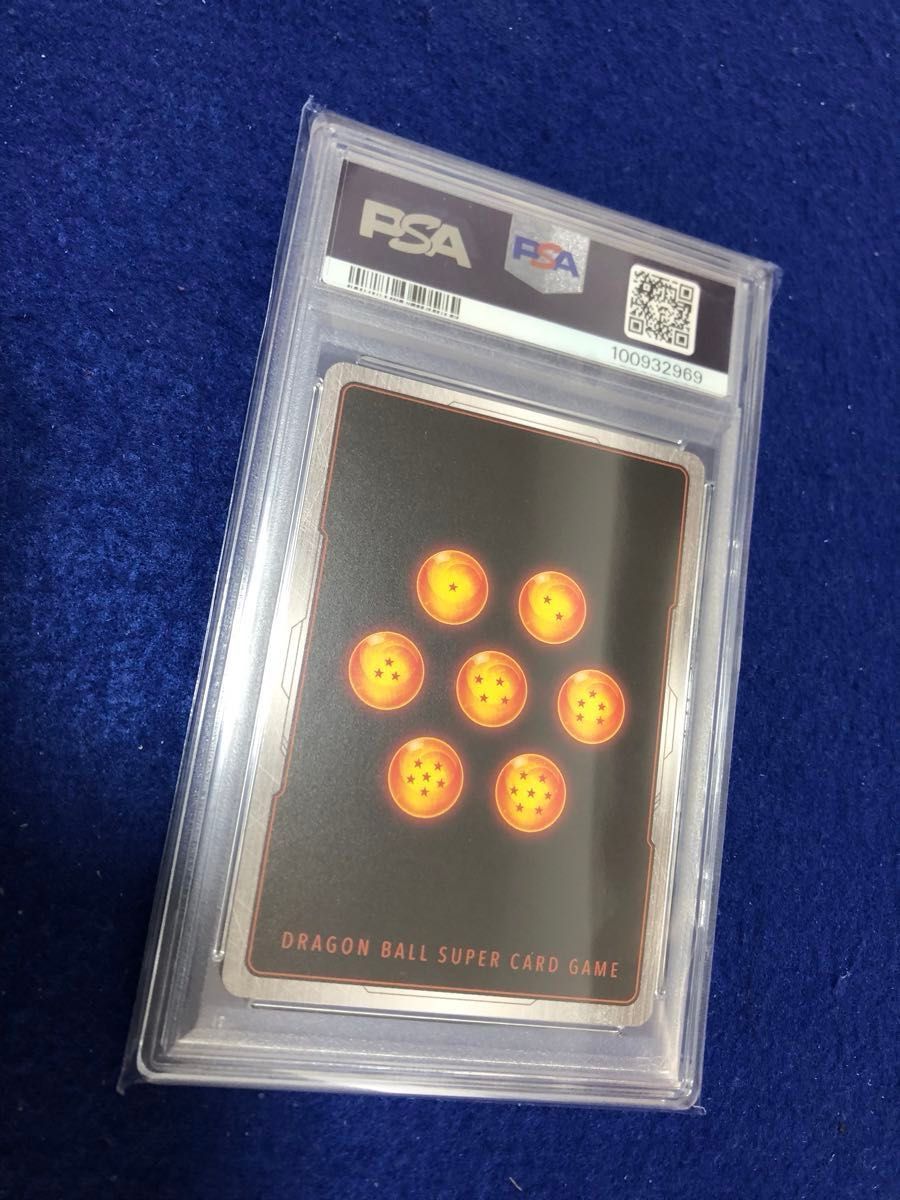 PSA
PSA
100932969
DRAGON BALL SUPER CARD GAME